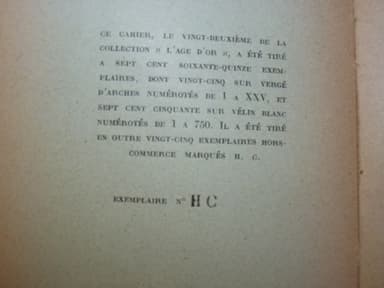 CE CAHIER, LE VINGT-DEUXIÈME DE LA
COLLECTION « L'AGE D'OR », A ÉTÉ TIRÉ
A SEPT CENT SOIXANTE-QUINZE EXEM-
PLAIRES, DONT VINGT-CINQ SUR VERGÉ
D'ARCHES NUMÉROTÉS DE I A XXV, ET
SEPT CENT CINQUANTE SUR VÉLIN BLANC
NUMÉROTÉS DE 1 A 750. IL A ÉTÉ TIRÉ
EN OUTRE VINGT-CINQ EXEMPLAIRES HORS-
COMMERCE MARQUÉS H. C.
EXEMPLAIRE N° HC